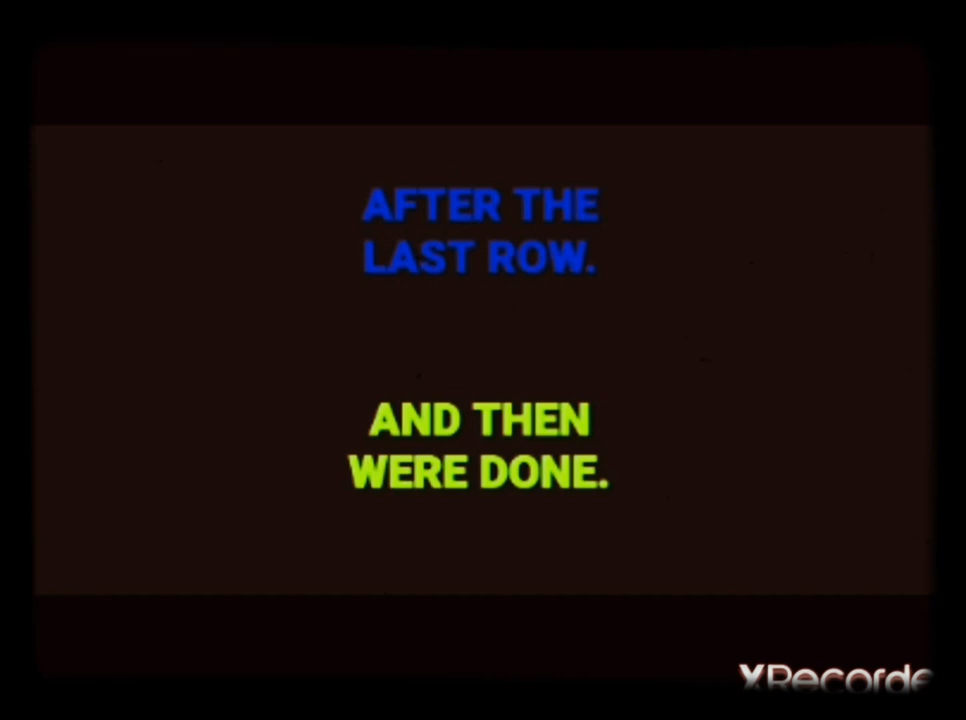 AFTER THE
LAST ROW.
AND THEN
WERE DONE.
XRecorde